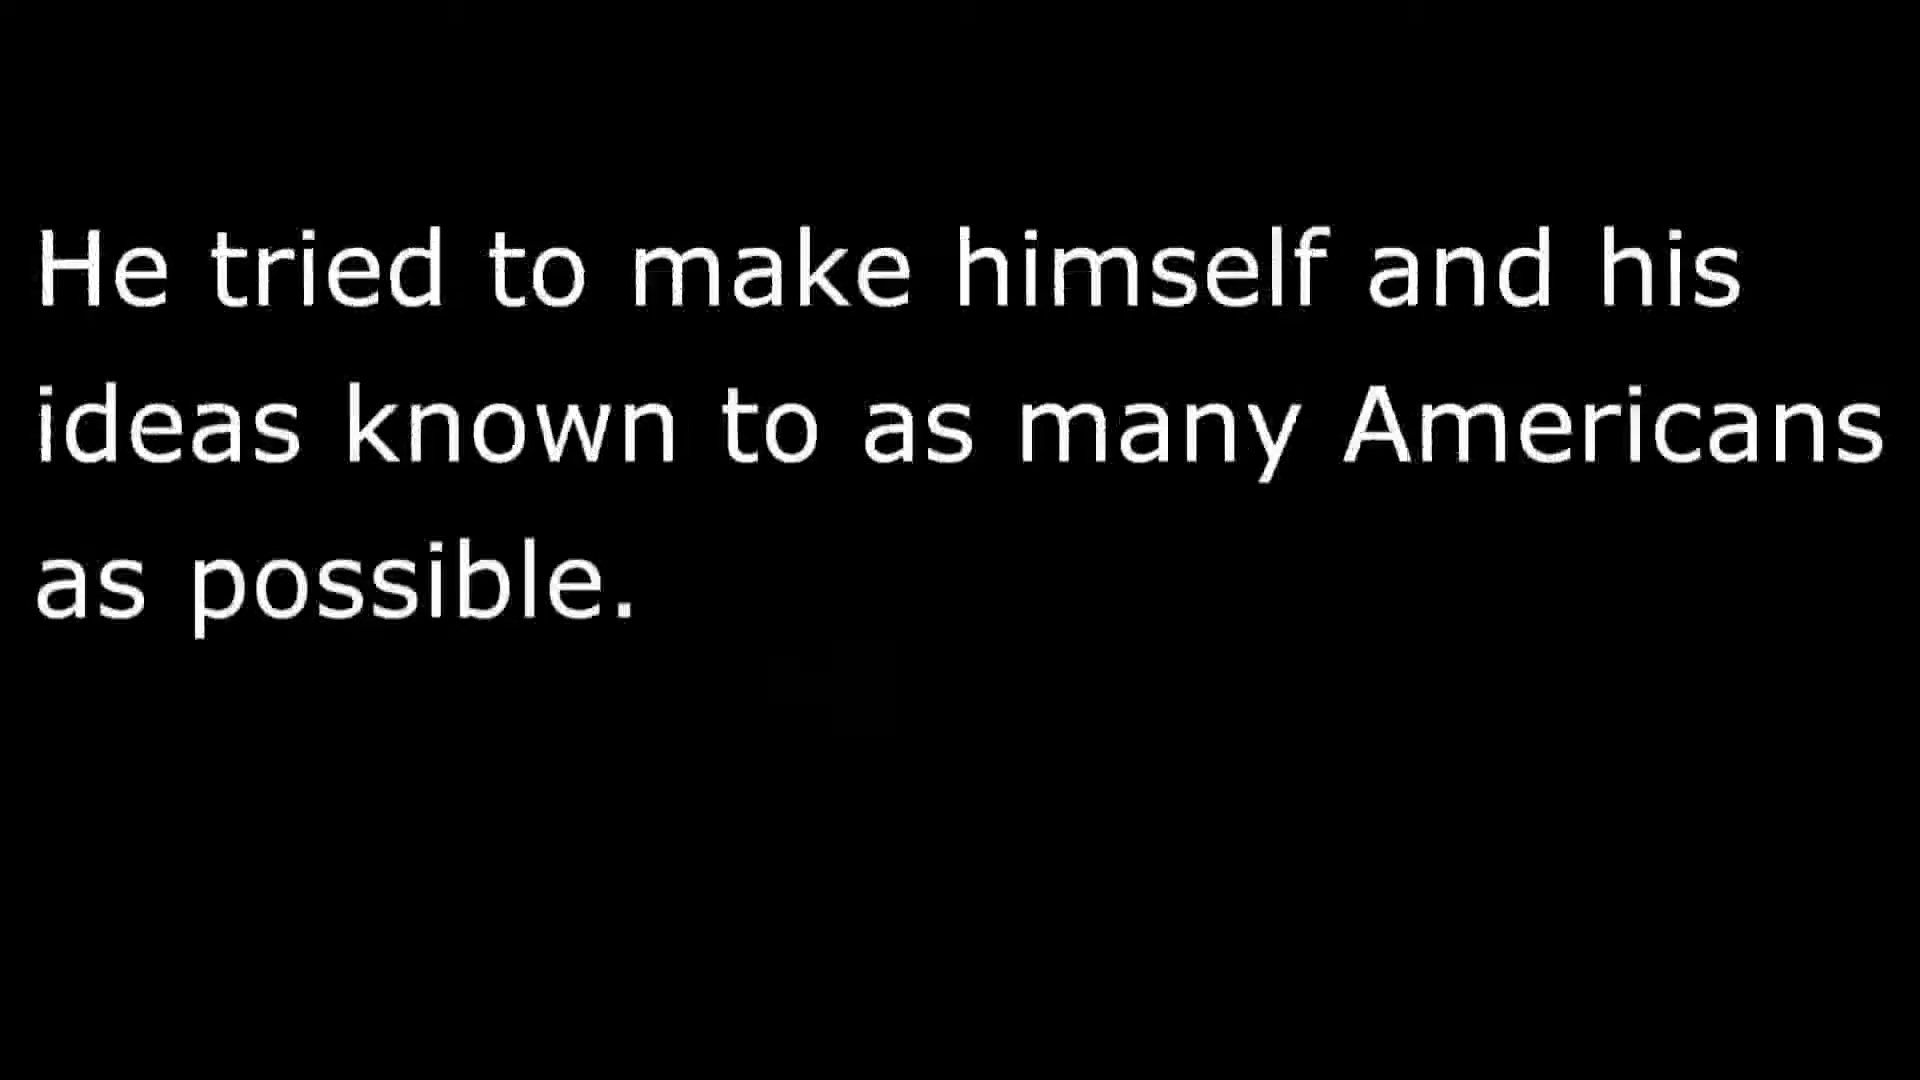 He tried to make himself and his
ideas known to as many Americans
as possible.